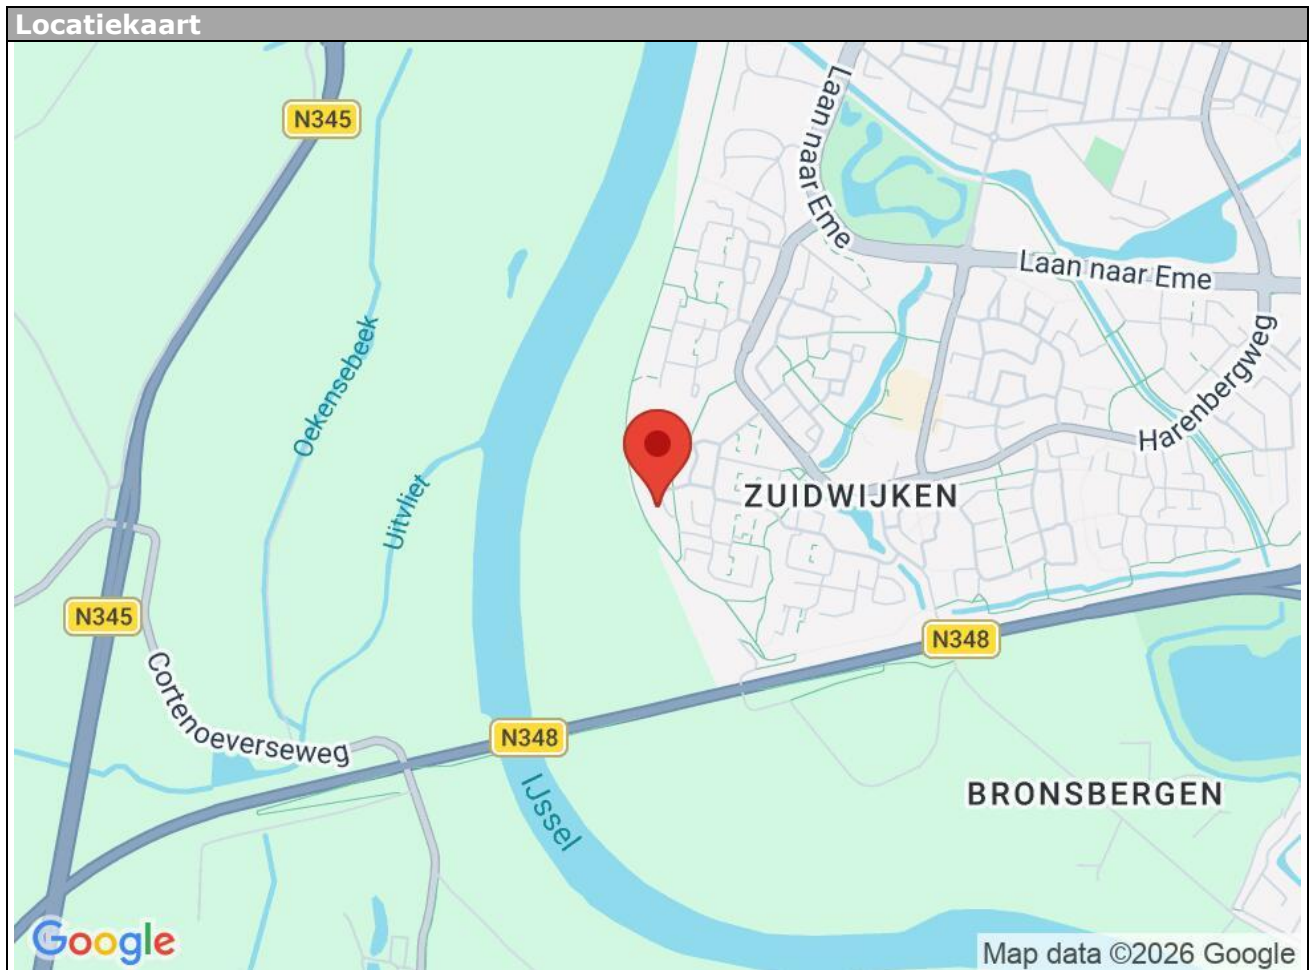 Locatiekaart
N345
Laan naar Eme
Laan naar Eme
Oekensebeek
Harenbergweg
Uitvliet
ZUIDWIJKEN
N345
N348
Cortenoeverseweg
N348
IJssel
BRONSBERGEN
Google
Map data ©2026 Google